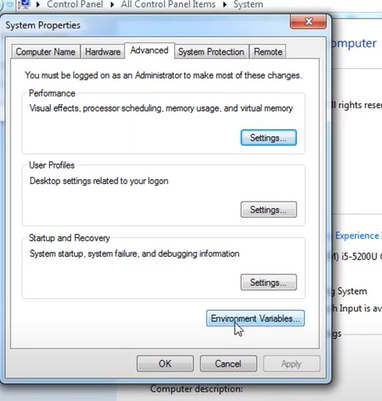 Control Panel ▸ All Control Panel Items ▸ System
System Properties
Computer Name Hardware Advanced System Protection Remote
You must be logged on as an Administrator to make most of these changes.
Performance
Visual effects, processor scheduling, memory usage, and virtual memory
Settings...
User Profiles
Desktop settings related to your logon
Settings...
Startup and Recovery
System startup, system failure, and debugging information
Settings...
Environment Variables...
OK Cancel Apply
omputer
ll rights rese
Experience
i5-5200U
g System
h Input is av
gs
Computer description: